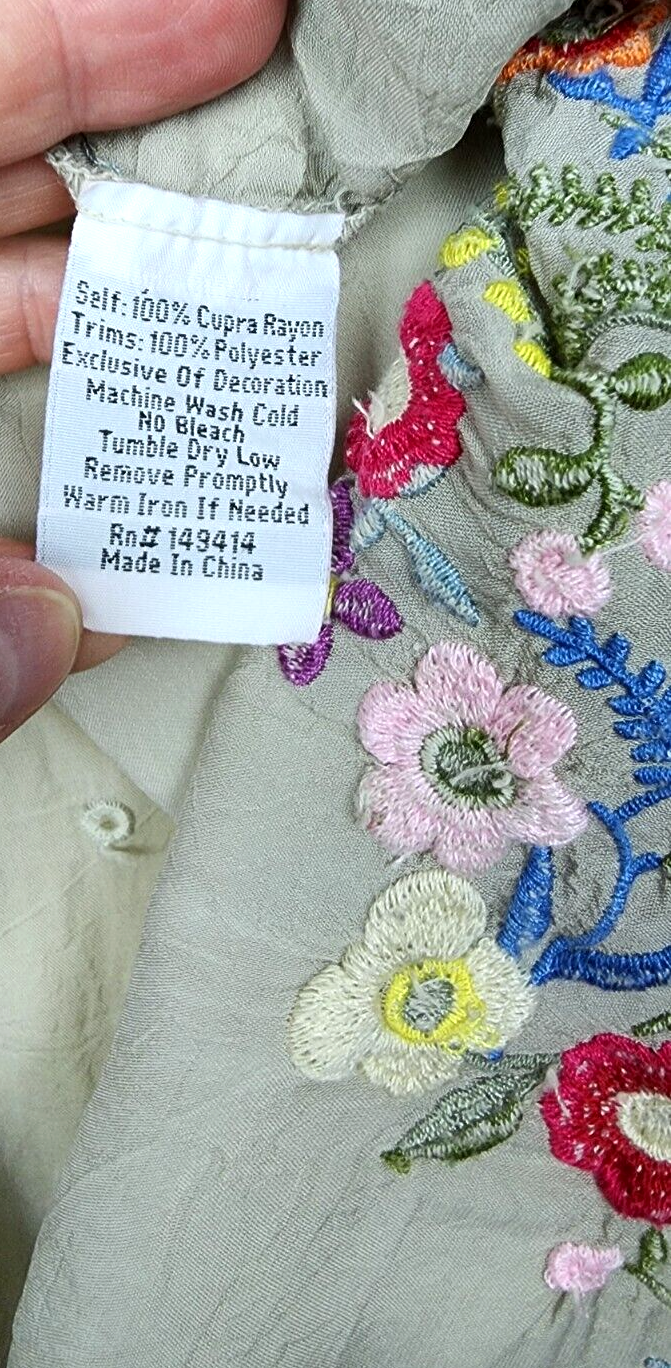 Self: 100% Cupra Rayon
Trims: 100% Polyester
Exclusive Of Decoration
Machine Wash Cold
No Bleach
Tumble Dry Low
Remove Promptly
Warm Iron If Needed
Rn# 149414
Made In China